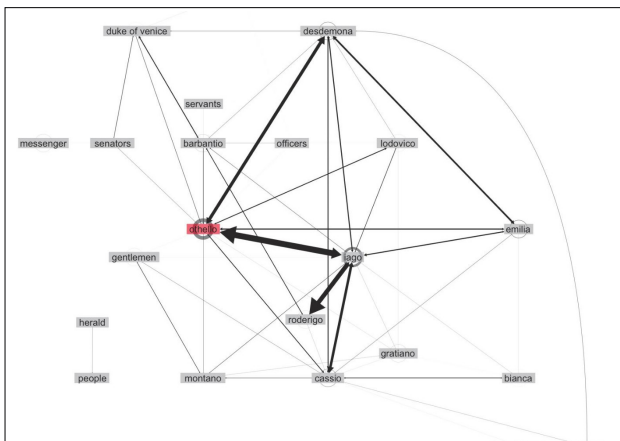 duke of venice
desdemona
servants
messenger
senators
barbantio
officers
lodovico
othello
emilia
gentlemen
iago
roderigo
herald
gratiano
people
montano
cassio
bianca